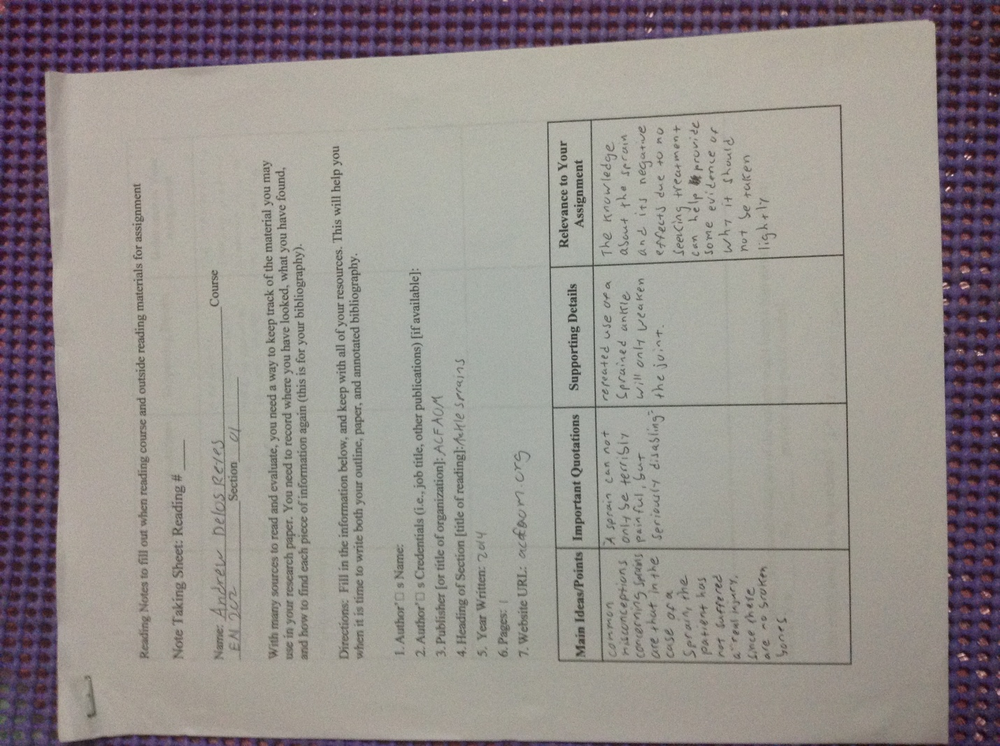 Reading Notes to fill out when reading course and outside reading materials for assignment
Note Taking Sheet: Reading # ____
Name: Andrew Delos Reyes Course
EN 202 Section 01
With many sources to read and evaluate, you need a way to keep track of the material you may
use in your research paper. You need to record where you have looked, what you have found,
and how to find each piece of information again (this is for your bibliography).
Directions: Fill in the information below, and keep with all of your resources. This will help you
when it is time to write both your outline, paper, and annotated bibliography.
1. Author'□ s Name:
2. Author'□ s Credentials (i.e., job title, other publications) [if available]:
3. Publisher [or title of organization]: ACFAOM
4. Heading of Section [title of reading]: Ankle sprains
5. Year Written: 2014
6. Pages: 1
7. Website URL: acfaom.org
Main Ideas/Points
common
misconceptions
concerning sprains
are that in the
case of a
sprain, the
patient has
not suffered
a "real injury.
since there
are no broken
bones.
Important Quotations
"A sprain can not
only be terribly
painful, but
seriously disabling"
Supporting Details
repeated use of a
sprained ankle
will only weaken
the joint.
Relevance to Your
Assignment
The knowledge
about the sprain
and its negative
effects due to no
seeking treatment
can help provide
some evidence of
why it should
not be taken
lightly